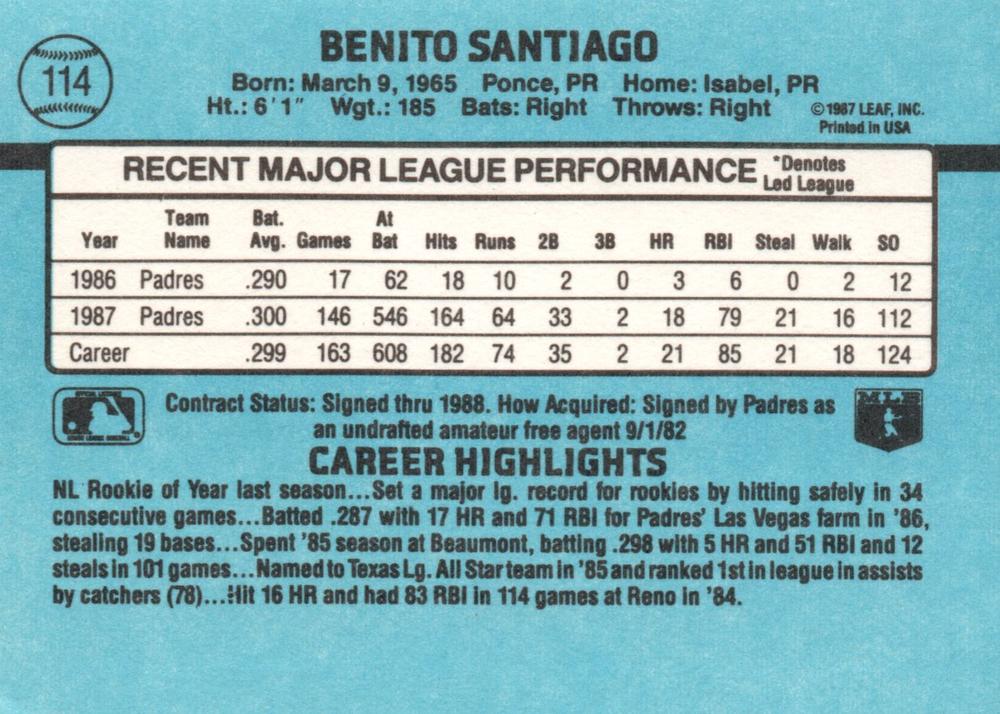 114
BENITO SANTIAGO
Born: March 9, 1965 Ponce, PR Home: Isabel, PR
Ht.: 6'1" Wgt.: 185 Bats: Right Throws: Right
©1987 LEAF, INC.
Printed in USA
RECENT MAJOR LEAGUE PERFORMANCE *Denotes Led League
Year Team Name Bat. Avg. Games At Bat Hits Runs 2B 3B HR RBI Steal Walk SO
1986 Padres .290 17 62 18 10 2 0 3 6 0 2 12
1987 Padres .300 146 546 164 64 33 2 18 79 21 16 112
Career .299 163 608 182 74 35 2 21 85 21 18 124
Contract Status: Signed thru 1988. How Acquired: Signed by Padres as
an undrafted amateur free agent 9/1/82
MLB
CAREER HIGHLIGHTS
NL Rookie of Year last season...Set a major lg. record for rookies by hitting safely in 34
consecutive games...Batted .287 with 17 HR and 71 RBI for Padres' Las Vegas farm in '86,
stealing 19 bases...Spent '85 season at Beaumont, batting .298 with 5 HR and 51 RBI and 12
steals in 101 games...Named to Texas Lg. All Star team in '85 and ranked 1st in league in assists
by catchers (78)...Hit 16 HR and had 83 RBI in 114 games at Reno in '84.